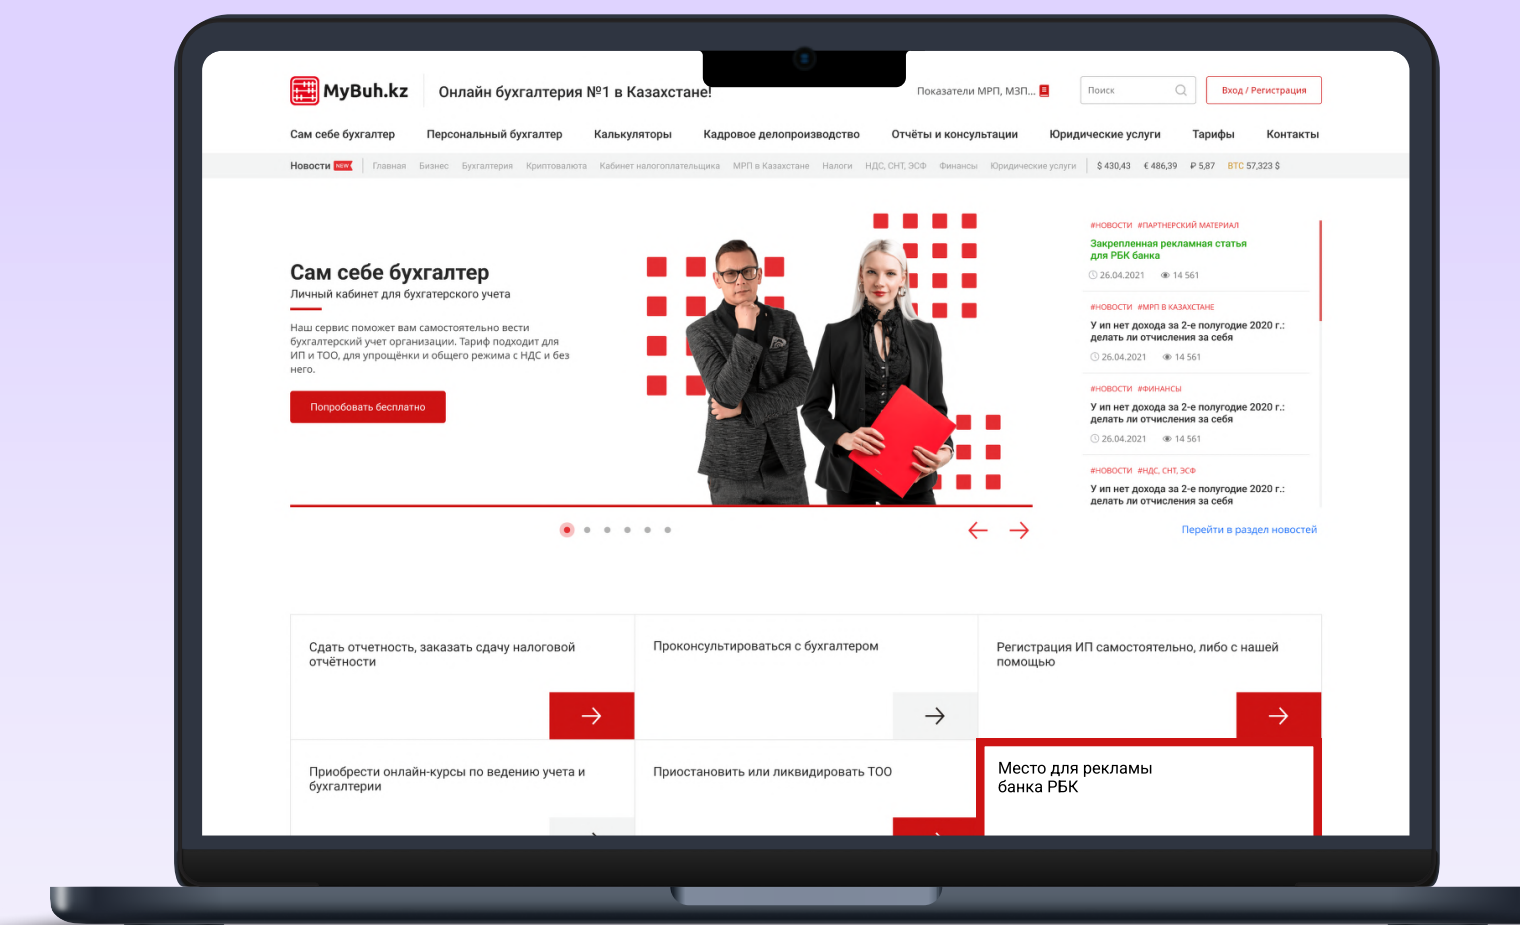 MyBuh.kz
Онлайн бухгалтерия №1 в Казахстане!
Показатели МРП, МЗП...
Поиск
Вход / Регистрация
Сам себе бухгалтер
Персональный бухгалтер
Калькуляторы
Кадровое делопроизводство
Отчёты и консультации
Юридические услуги
Тарифы
Контакты
Новости NEW
Главная
Бизнес
Бухгалтерия
Криптовалюта
Кабинет налогоплательщика
МРП в Казахстане
Налоги
НДС, СНТ, ЭСФ
Финансы
Юридические услуги
$ 430,43
€ 486,39
₽ 5,87
BTC 57,323 $
Сам себе бухгалтер
Личный кабинет для бухгатерского учета
Наш сервис поможет вам самостоятельно вести
бухгалтерский учет организации. Тариф подходит для
ИП и ТОО, для упрощёнки и общего режима с НДС и без
него.
Попробовать бесплатно
#НОВОСТИ #ПАРТНЕРСКИЙ МАТЕРИАЛ
Закрепленная рекламная статья
для РБК банка
26.04.2021 14 561
#НОВОСТИ #МРП В КАЗАХСТАНЕ
У ип нет дохода за 2-е полугодие 2020 г.:
делать ли отчисления за себя
26.04.2021 14 561
#НОВОСТИ #ФИНАНСЫ
У ип нет дохода за 2-е полугодие 2020 г.:
делать ли отчисления за себя
26.04.2021 14 561
#НОВОСТИ #НДС, СНТ, ЭСФ
У ип нет дохода за 2-е полугодие 2020 г.:
делать ли отчисления за себя
Перейти в раздел новостей
Сдать отчетность, заказать сдачу налоговой
отчётности
Проконсультироваться с бухгалтером
Регистрация ИП самостоятельно, либо с нашей
помощью
Приобрести онлайн-курсы по ведению учета и
бухгалтерии
Приостановить или ликвидировать ТОО
Место для рекламы
банка РБК